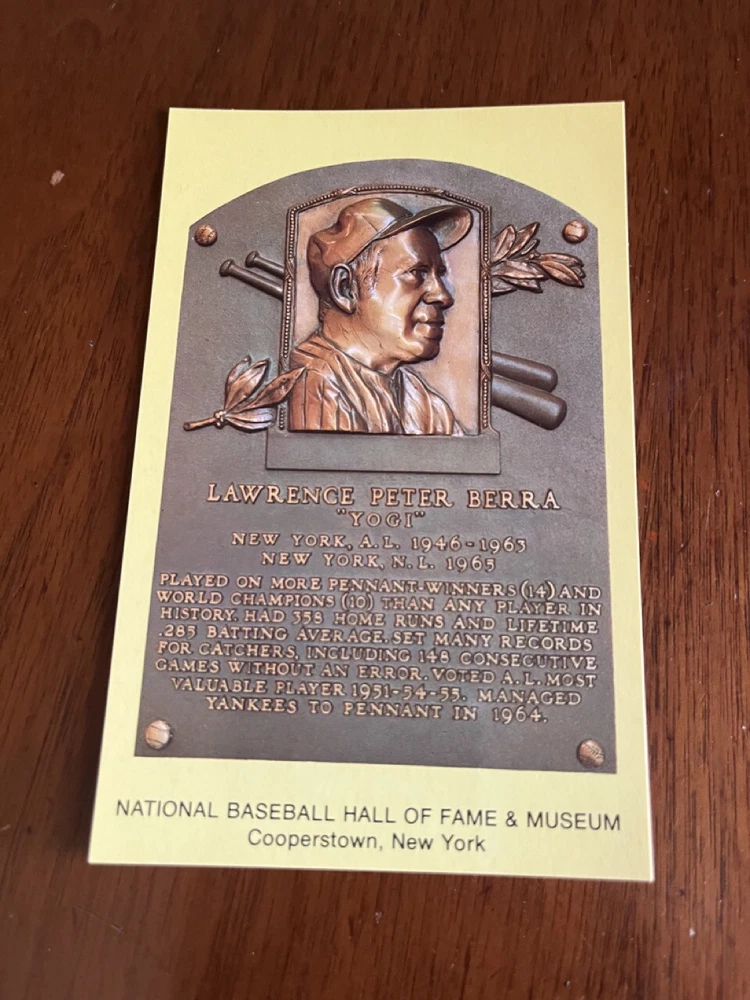 LAWRENCE PETER BERRA
"YOGI"
NEW YORK, A.L. 1946-1963
NEW YORK, N.L. 1965
PLAYED ON MORE PENNANT-WINNERS (14) AND
WORLD CHAMPIONS (10) THAN ANY PLAYER IN
HISTORY. HAD 358 HOME RUNS AND LIFETIME
.285 BATTING AVERAGE. SET MANY RECORDS
FOR CATCHERS, INCLUDING 148 CONSECUTIVE
GAMES WITHOUT AN ERROR. VOTED A.L. MOST
VALUABLE PLAYER 1951-54-55. MANAGED
YANKEES TO PENNANT IN 1964.
NATIONAL BASEBALL HALL OF FAME & MUSEUM
Cooperstown, New York